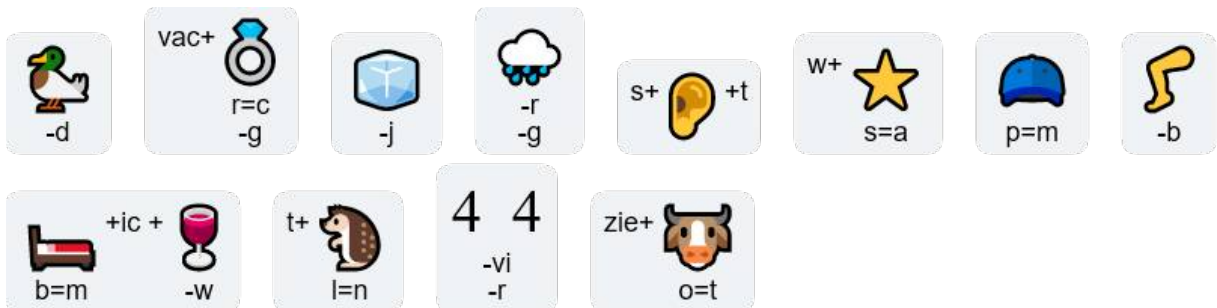 -d
vac+
r=c
-g
-j
-r
-g
s+ +t
w+
s=a
p=m
-b
+ic +
b=m
-w
t+
l=n
4 4
-vi
-r
zie+
o=t